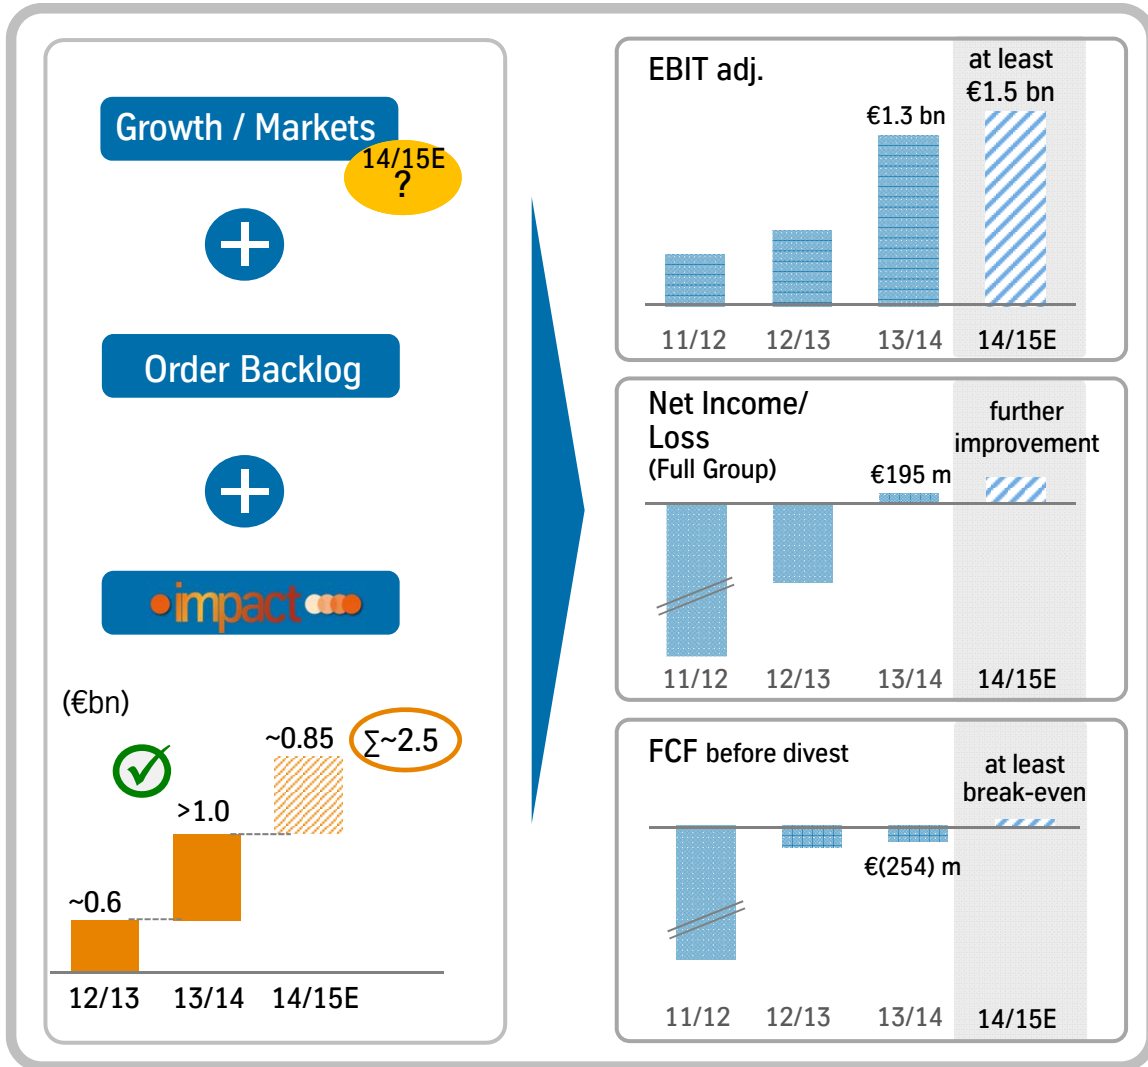 Growth / Markets
14/15E
?
Order Backlog
impact
(€bn)
~0.85
∑~2.5
>1.0
~0.6
12/13 13/14 14/15E
EBIT adj.
at least
€1.5 bn
€1.3 bn
11/12 12/13 13/14 14/15E
Net Income/
Loss
(Full Group)
further
improvement
€195 m
11/12 12/13 13/14 14/15E
FCF before divest
at least
break-even
€(254) m
11/12 12/13 13/14 14/15E